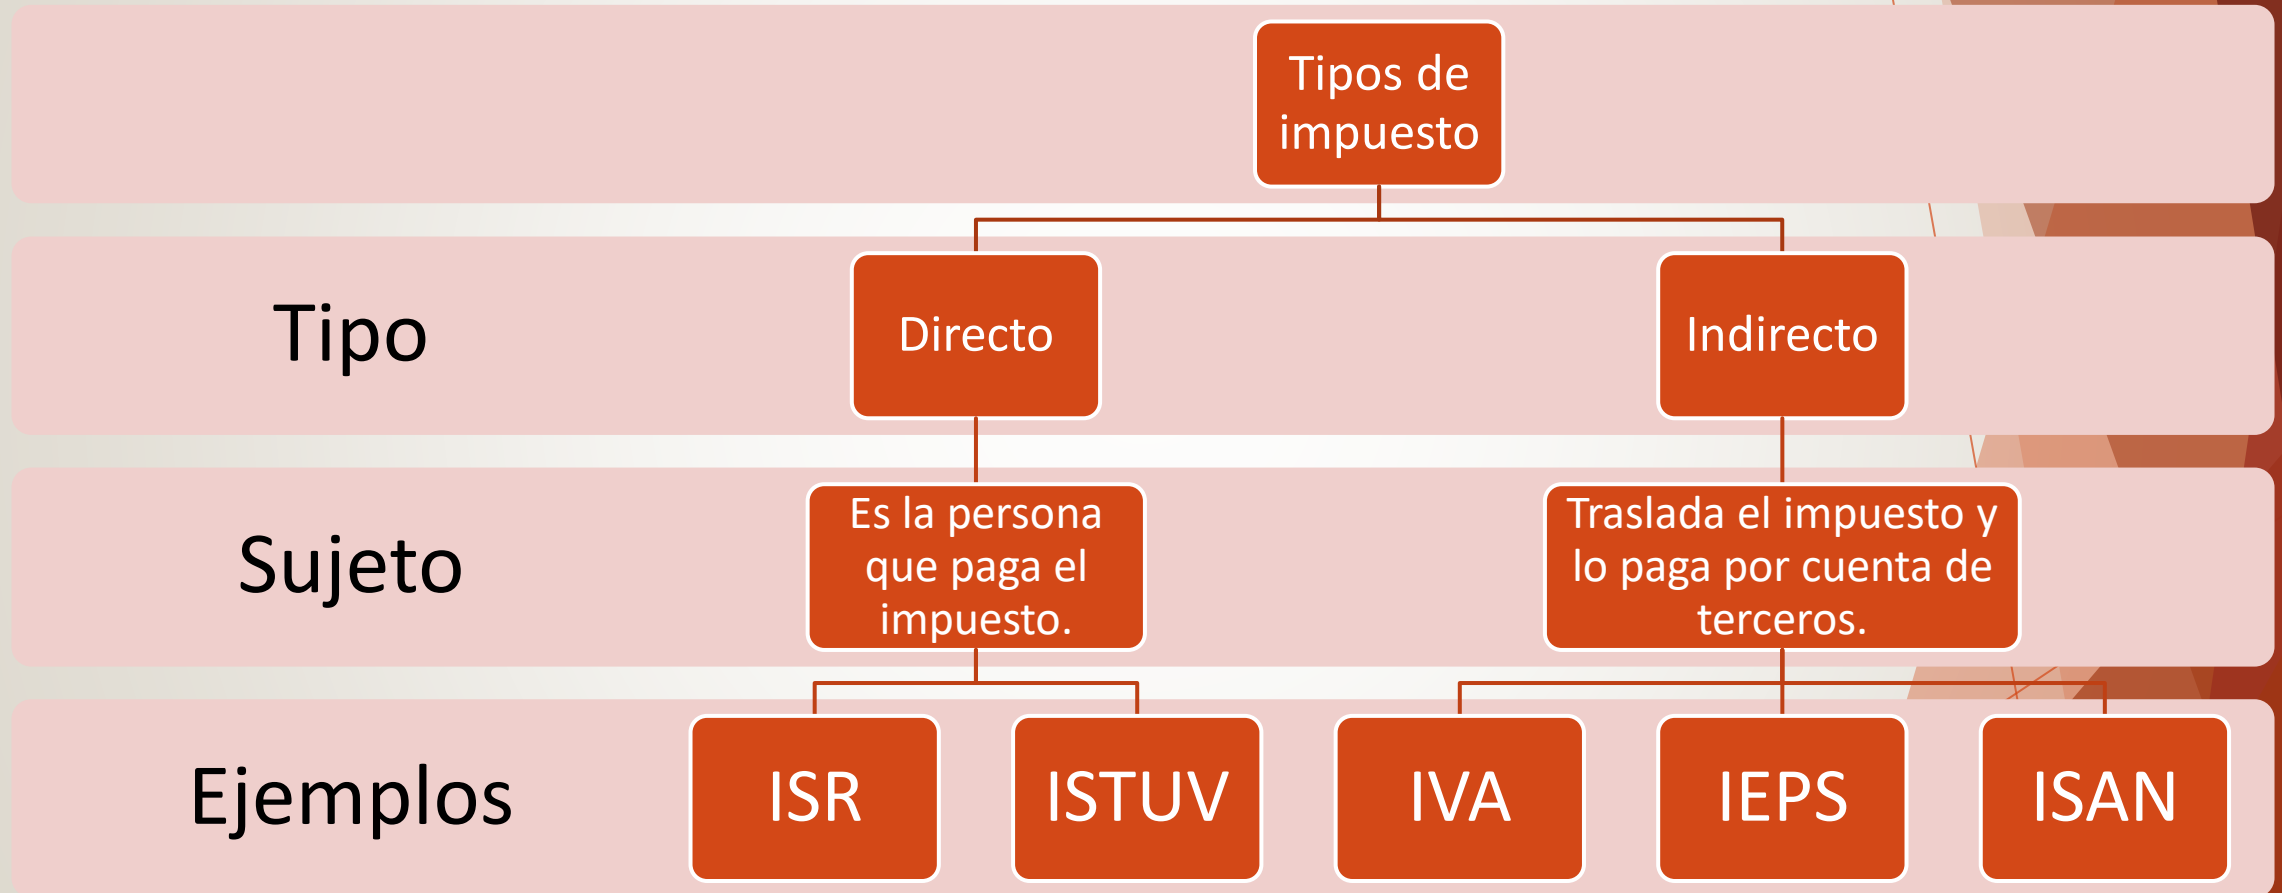 Tipos de
impuesto
Tipo
Directo
Indirecto
Sujeto
Es la persona
que paga el
impuesto.
Traslada el impuesto y
lo paga por cuenta de
terceros.
Ejemplos
ISR
ISTUV
IVA
IEPS
ISAN